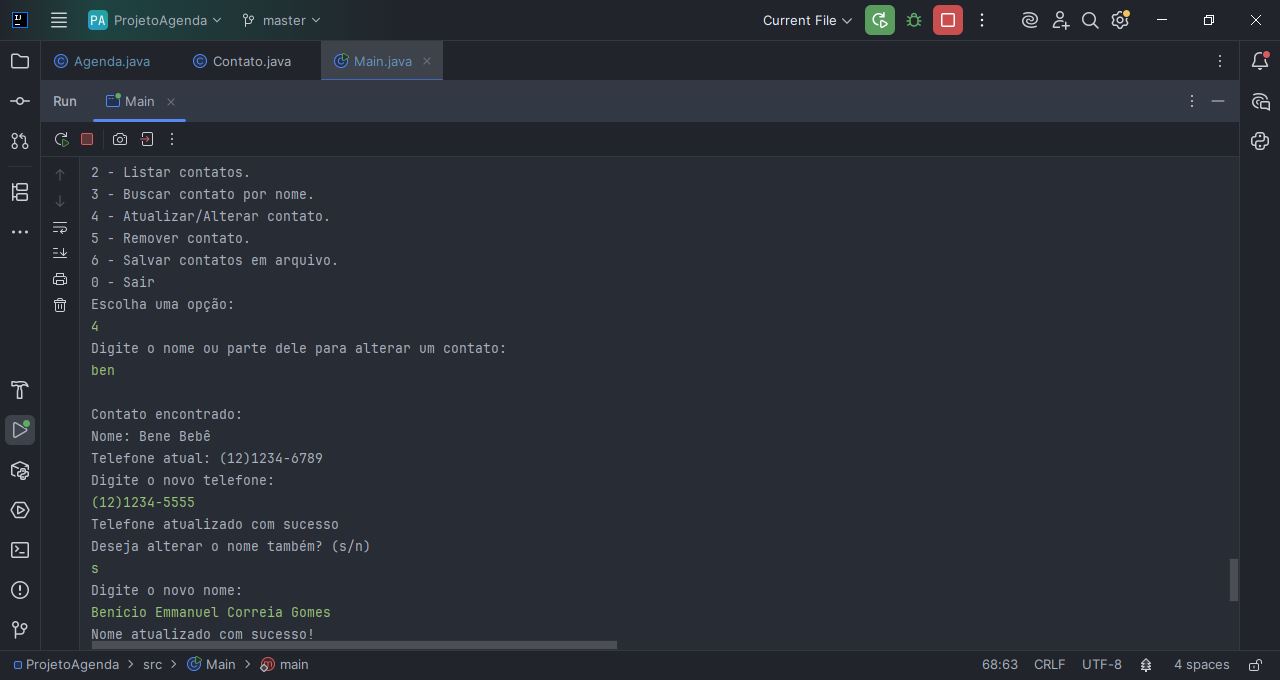 PA ProjetoAgenda master Current File
Agenda.java Contato.java Main.java
Run Main
2 - Listar contatos.
3 - Buscar contato por nome.
4 - Atualizar/Alterar contato.
5 - Remover contato.
6 - Salvar contatos em arquivo.
0 - Sair
Escolha uma opção:
4
Digite o nome ou parte dele para alterar um contato:
ben
Contato encontrado:
Nome: Bene Bebê
Telefone atual: (12)1234-6789
Digite o novo telefone:
(12)1234-5555
Telefone atualizado com sucesso
Deseja alterar o nome também? (s/n)
s
Digite o novo nome:
Benício Emmanuel Correia Gomes
Nome atualizado com sucesso!
ProjetoAgenda > src > Main > main 68:63 CRLF UTF-8 4 spaces